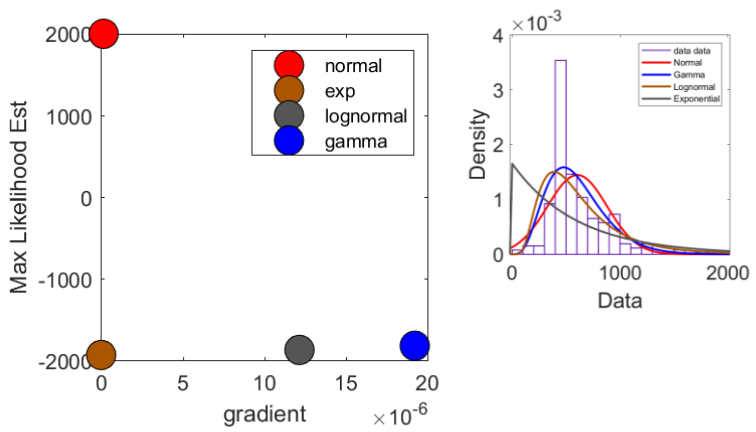 2000
1000
0
-1000
-2000
Max Likelihood Est
0
5
10
15
20
×10⁻⁶
gradient
normal
exp
lognormal
gamma
×10⁻³
4
3
2
1
0
Density
0
1000
2000
Data
data data
Normal
Gamma
Lognormal
Exponential